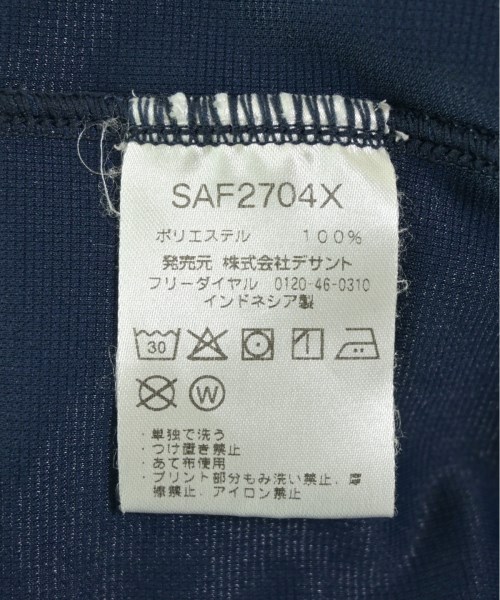 SAF2704X
ポリエステル 100%
発売元 株式会社デサント
フリーダイヤル 0120-46-0310
インドネシア製
30
W
・単独で洗う
・つけ置き禁止
・あて布使用
・プリント部分もみ洗い禁止、摩
擦禁止、アイロン禁止